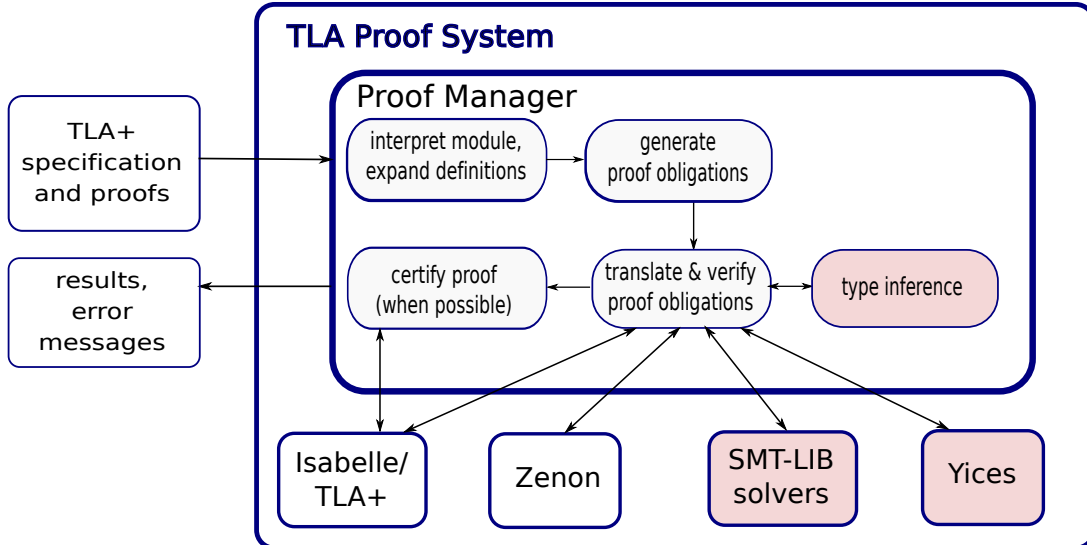 TLA Proof System
Proof Manager
TLA+
specification
and proofs
interpret module,
expand definitions
generate
proof obligations
results,
error
messages
certify proof
(when possible)
translate & verify
proof obligations
type inference
Isabelle/
TLA+
Zenon
SMT-LIB
solvers
Yices